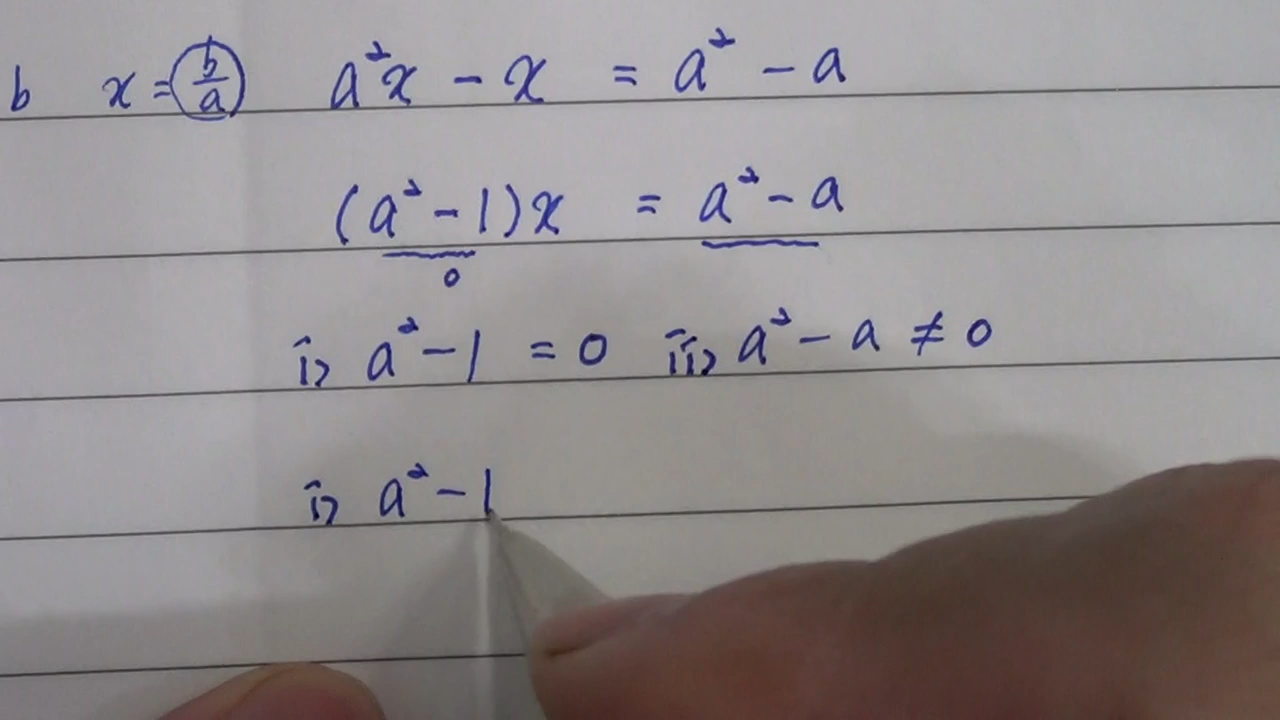 b x = b/a a²x - x = a² - a
(a² - 1)x = a² - a
0
i> a² - 1 = 0 ii> a² - a ≠ 0
i> a² - 1